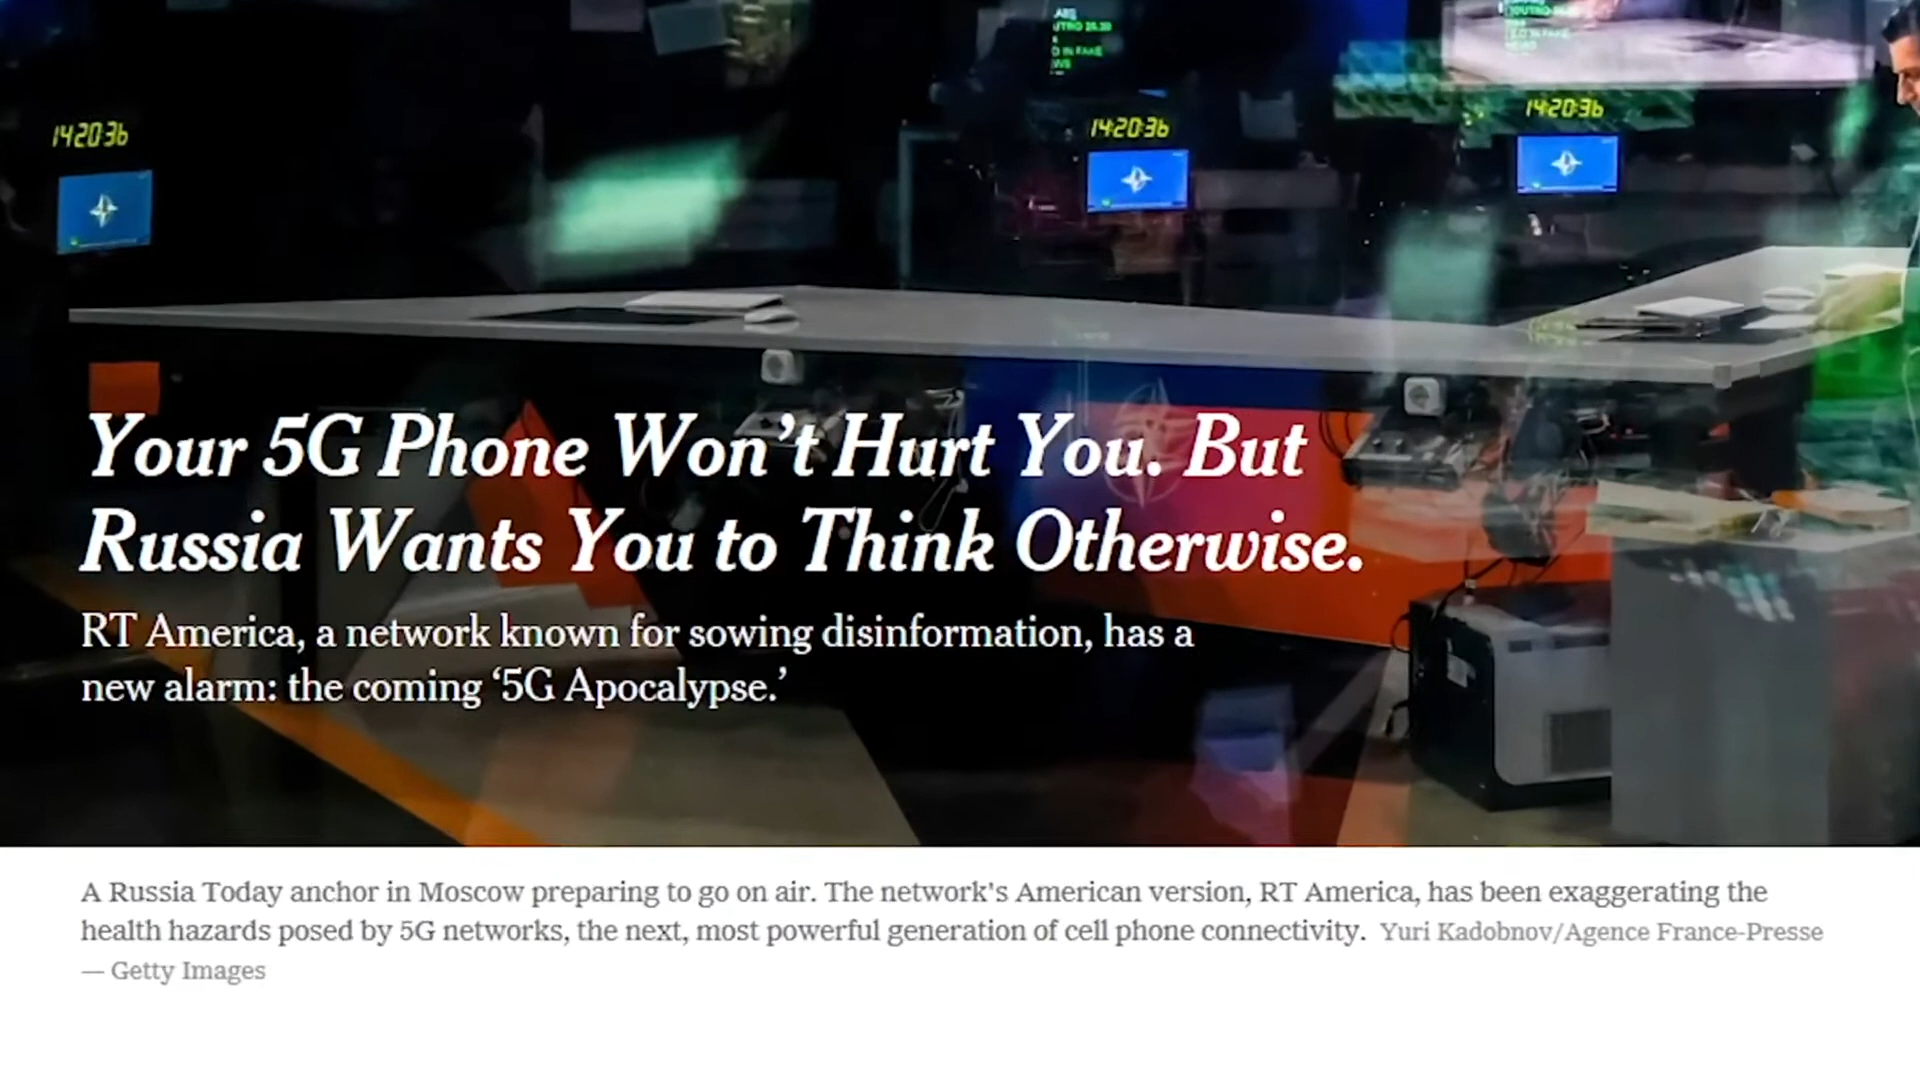 14:20:36
14:20:36
14:20:36
Your 5G Phone Won’t Hurt You. But
Russia Wants You to Think Otherwise.
RT America, a network known for sowing disinformation, has a
new alarm: the coming ‘5G Apocalypse.’
A Russia Today anchor in Moscow preparing to go on air. The network's American version, RT America, has been exaggerating the
health hazards posed by 5G networks, the next, most powerful generation of cell phone connectivity. Yuri Kadobnov/Agence France-Presse
— Getty Images